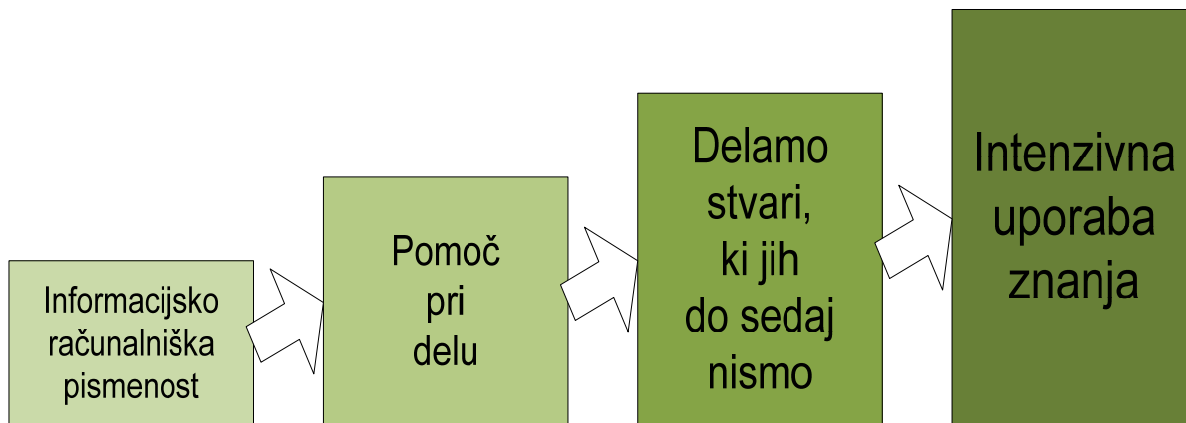 Informacijsko
računalniška
pismenost
Pomoč
pri
delu
Delamo
stvari,
ki jih
do sedaj
nismo
Intenzivna
uporaba
znanja